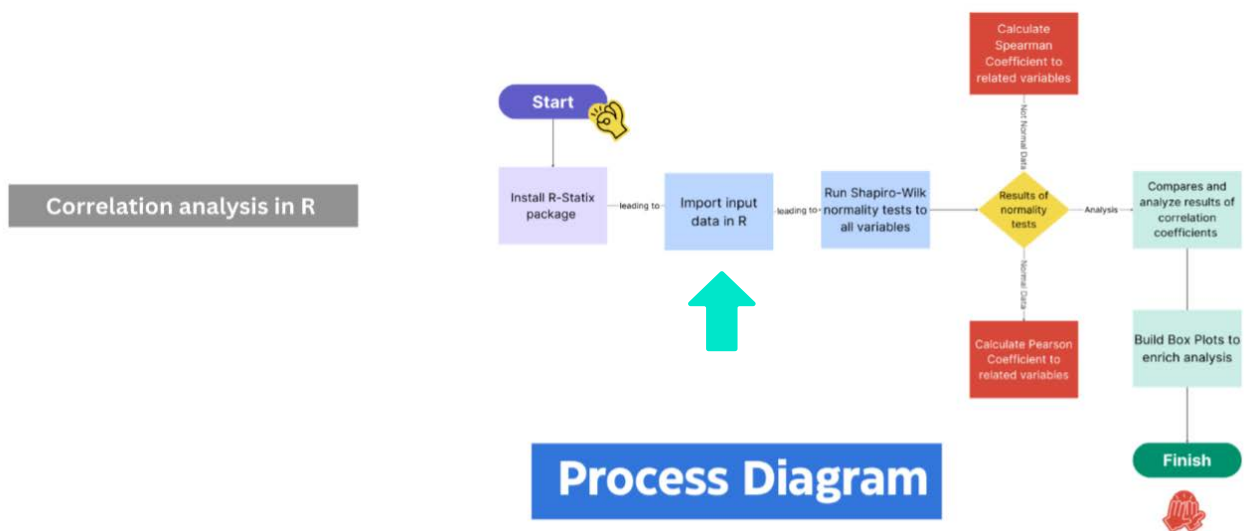 Correlation analysis in R
Start
Install R-Statix
package
leading to
Import input
data in R
leading to
Run Shapiro-Wilk
normality tests to
all variables
Results of
normality
tests
Not Normal Data
Calculate
Spearman
Coefficient to
related variables
Normal Data
Calculate Pearson
Coefficient to
related variables
Analysis
Compares and
analyze results of
correlation
coefficients
Build Box Plots to
enrich analysis
Finish
Process Diagram